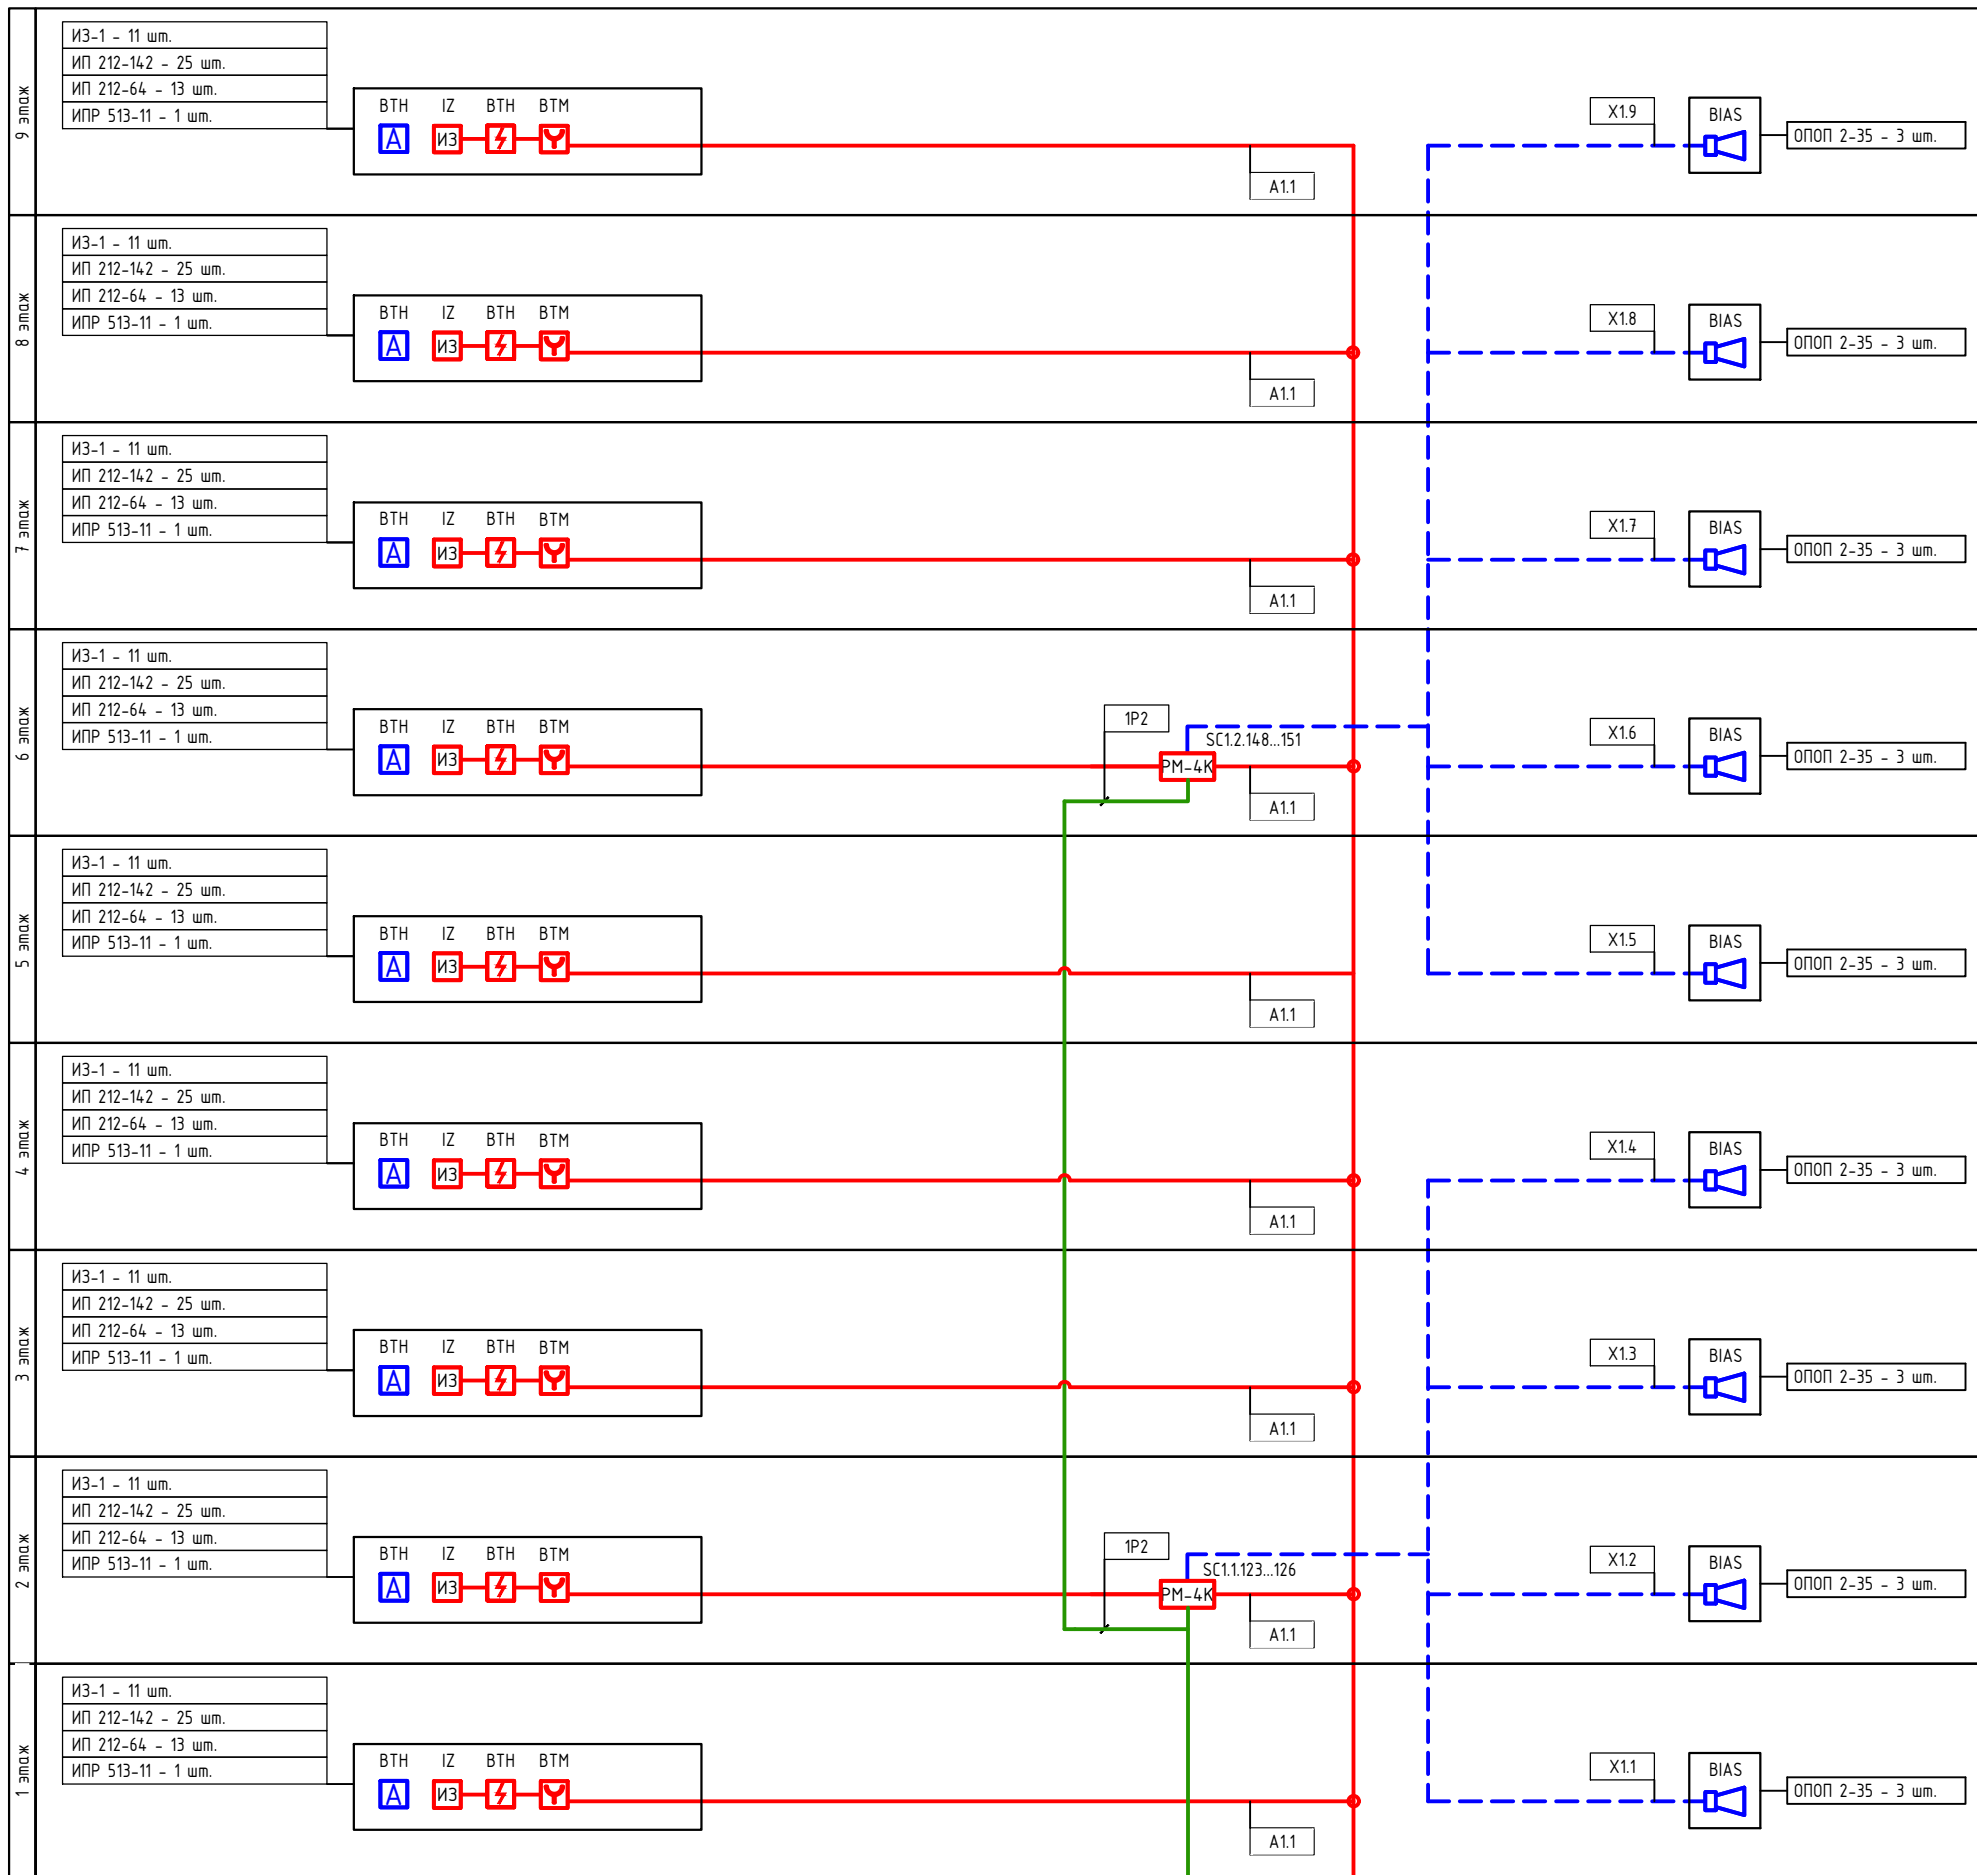 9 этаж
ИЗ-1 - 11 шт.
ИП 212-142 - 25 шт.
ИП 212-64 - 13 шт.
ИПР 513-11 - 1 шт.
BTH IZ BTH BTM
А ИЗ
A1.1
X1.9
BIAS
ОПОП 2-35 - 3 шт.
8 этаж
ИЗ-1 - 11 шт.
ИП 212-142 - 25 шт.
ИП 212-64 - 13 шт.
ИПР 513-11 - 1 шт.
BTH IZ BTH BTM
А ИЗ
A1.1
X1.8
BIAS
ОПОП 2-35 - 3 шт.
7 этаж
ИЗ-1 - 11 шт.
ИП 212-142 - 25 шт.
ИП 212-64 - 13 шт.
ИПР 513-11 - 1 шт.
BTH IZ BTH BTM
А ИЗ
A1.1
X1.7
BIAS
ОПОП 2-35 - 3 шт.
6 этаж
ИЗ-1 - 11 шт.
ИП 212-142 - 25 шт.
ИП 212-64 - 13 шт.
ИПР 513-11 - 1 шт.
BTH IZ BTH BTM
А ИЗ
1P2
SC1.2.148...151
РМ-4К
A1.1
X1.6
BIAS
ОПОП 2-35 - 3 шт.
5 этаж
ИЗ-1 - 11 шт.
ИП 212-142 - 25 шт.
ИП 212-64 - 13 шт.
ИПР 513-11 - 1 шт.
BTH IZ BTH BTM
А ИЗ
A1.1
X1.5
BIAS
ОПОП 2-35 - 3 шт.
4 этаж
ИЗ-1 - 11 шт.
ИП 212-142 - 25 шт.
ИП 212-64 - 13 шт.
ИПР 513-11 - 1 шт.
BTH IZ BTH BTM
А ИЗ
A1.1
X1.4
BIAS
ОПОП 2-35 - 3 шт.
3 этаж
ИЗ-1 - 11 шт.
ИП 212-142 - 25 шт.
ИП 212-64 - 13 шт.
ИПР 513-11 - 1 шт.
BTH IZ BTH BTM
А ИЗ
A1.1
X1.3
BIAS
ОПОП 2-35 - 3 шт.
2 этаж
ИЗ-1 - 11 шт.
ИП 212-142 - 25 шт.
ИП 212-64 - 13 шт.
ИПР 513-11 - 1 шт.
BTH IZ BTH BTM
А ИЗ
1P2
SC1.1.123...126
РМ-4К
A1.1
X1.2
BIAS
ОПОП 2-35 - 3 шт.
1 этаж
ИЗ-1 - 11 шт.
ИП 212-142 - 25 шт.
ИП 212-64 - 13 шт.
ИПР 513-11 - 1 шт.
BTH IZ BTH BTM
А ИЗ
A1.1
X1.1
BIAS
ОПОП 2-35 - 3 шт.